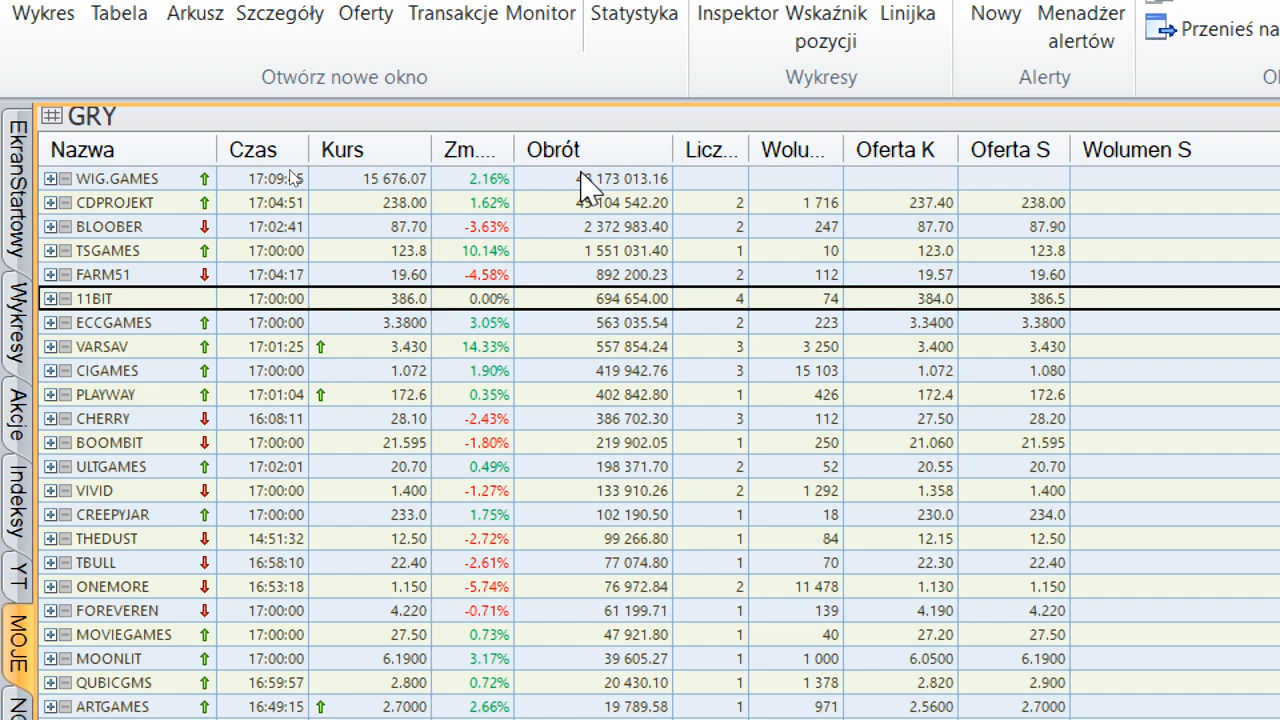 Wykres Tabela Arkusz Szczegóły Oferty Transakcje Monitor Statystyka Inspektor Wskaźnik pozycji Linijka Nowy Menadżer alertów Przenieś na
Otwórz nowe okno Wykresy Alerty
GRY
Nazwa Czas Kurs Zm.... Obrót Licz... Wolu... Oferta K Oferta S Wolumen S
WIG.GAMES 15 676.07 2.16% 173 013.16
CDPROJEKT 17:04:51 238.00 1.62% 104 542.20 2 1 716 237.40 238.00
BLOOBER 17:02:41 87.70 -3.63% 2 372 983.40 2 247 87.70 87.90
TSGAMES 17:00:00 123.8 10.14% 1 551 031.40 1 10 123.0 123.8
FARM51 17:04:17 19.60 -4.58% 892 200.23 2 112 19.57 19.60
11BIT 17:00:00 386.0 0.00% 694 654.00 4 74 384.0 386.5
ECCGAMES 17:00:00 3.3800 3.05% 563 035.54 2 223 3.3400 3.3800
VARSAV 17:01:25 3.430 14.33% 557 854.24 3 3 250 3.400 3.430
CIGAMES 17:00:00 1.072 1.90% 419 942.76 3 15 103 1.072 1.080
PLAYWAY 17:01:04 172.6 0.35% 402 842.80 1 426 172.4 172.6
CHERRY 16:08:11 28.10 -2.43% 386 702.30 3 112 27.50 28.20
BOOMBIT 17:00:00 21.595 -1.80% 219 902.05 1 250 21.060 21.595
ULTGAMES 17:02:01 20.70 0.49% 198 371.70 2 52 20.55 20.70
VIVID 17:00:00 1.400 -1.27% 133 910.26 2 1 292 1.358 1.400
CREEPYJAR 17:00:00 233.0 1.75% 102 190.50 1 18 230.0 234.0
THEDUST 14:51:32 12.50 -2.72% 99 266.80 1 84 12.15 12.50
TBULL 16:58:10 22.40 -2.61% 77 074.80 1 70 22.30 22.40
ONEMORE 16:53:18 1.150 -5.74% 76 972.84 2 11 478 1.130 1.150
FOREVEREN 17:00:00 4.220 -0.71% 61 199.71 1 139 4.190 4.220
MOVIEGAMES 17:00:00 27.50 0.73% 47 921.80 1 40 27.20 27.50
MOONLIT 17:00:00 6.1900 3.17% 39 605.27 1 1 000 6.0500 6.1900
QUBICGMS 16:59:57 2.800 0.72% 20 430.10 1 1 378 2.820 2.900
ARTGAMES 16:49:15 2.7000 2.66% 19 789.58 1 971 2.5600 2.7000
EkranStartowy
Wykresy
Akcje
Indeksy
YT
MOJE